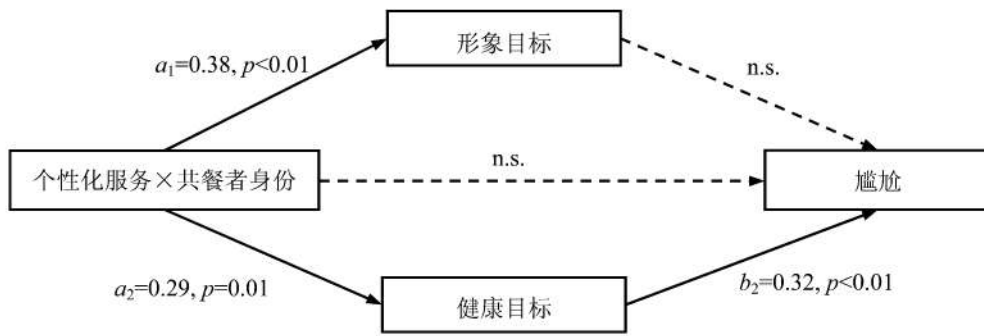 形象目标
a₁=0.38, p<0.01
n.s.
个性化服务×共餐者身份
n.s.
尴尬
a₂=0.29, p=0.01
健康目标
b₂=0.32, p<0.01